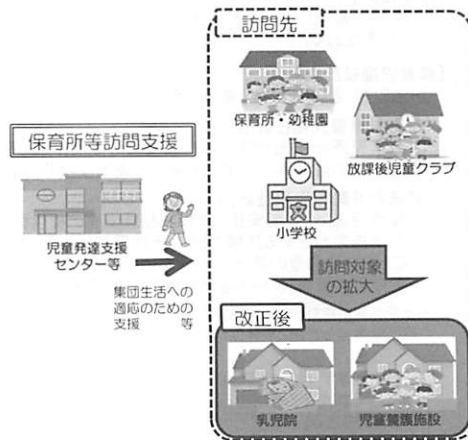 訪問先
保育所・幼稚園
放課後児童クラブ
小学校
保育所等訪問支援
児童発達支援
センター等
集団生活への
適応のための
支援　　等
訪問対象
の拡大
改正後
乳児院
児童養護施設